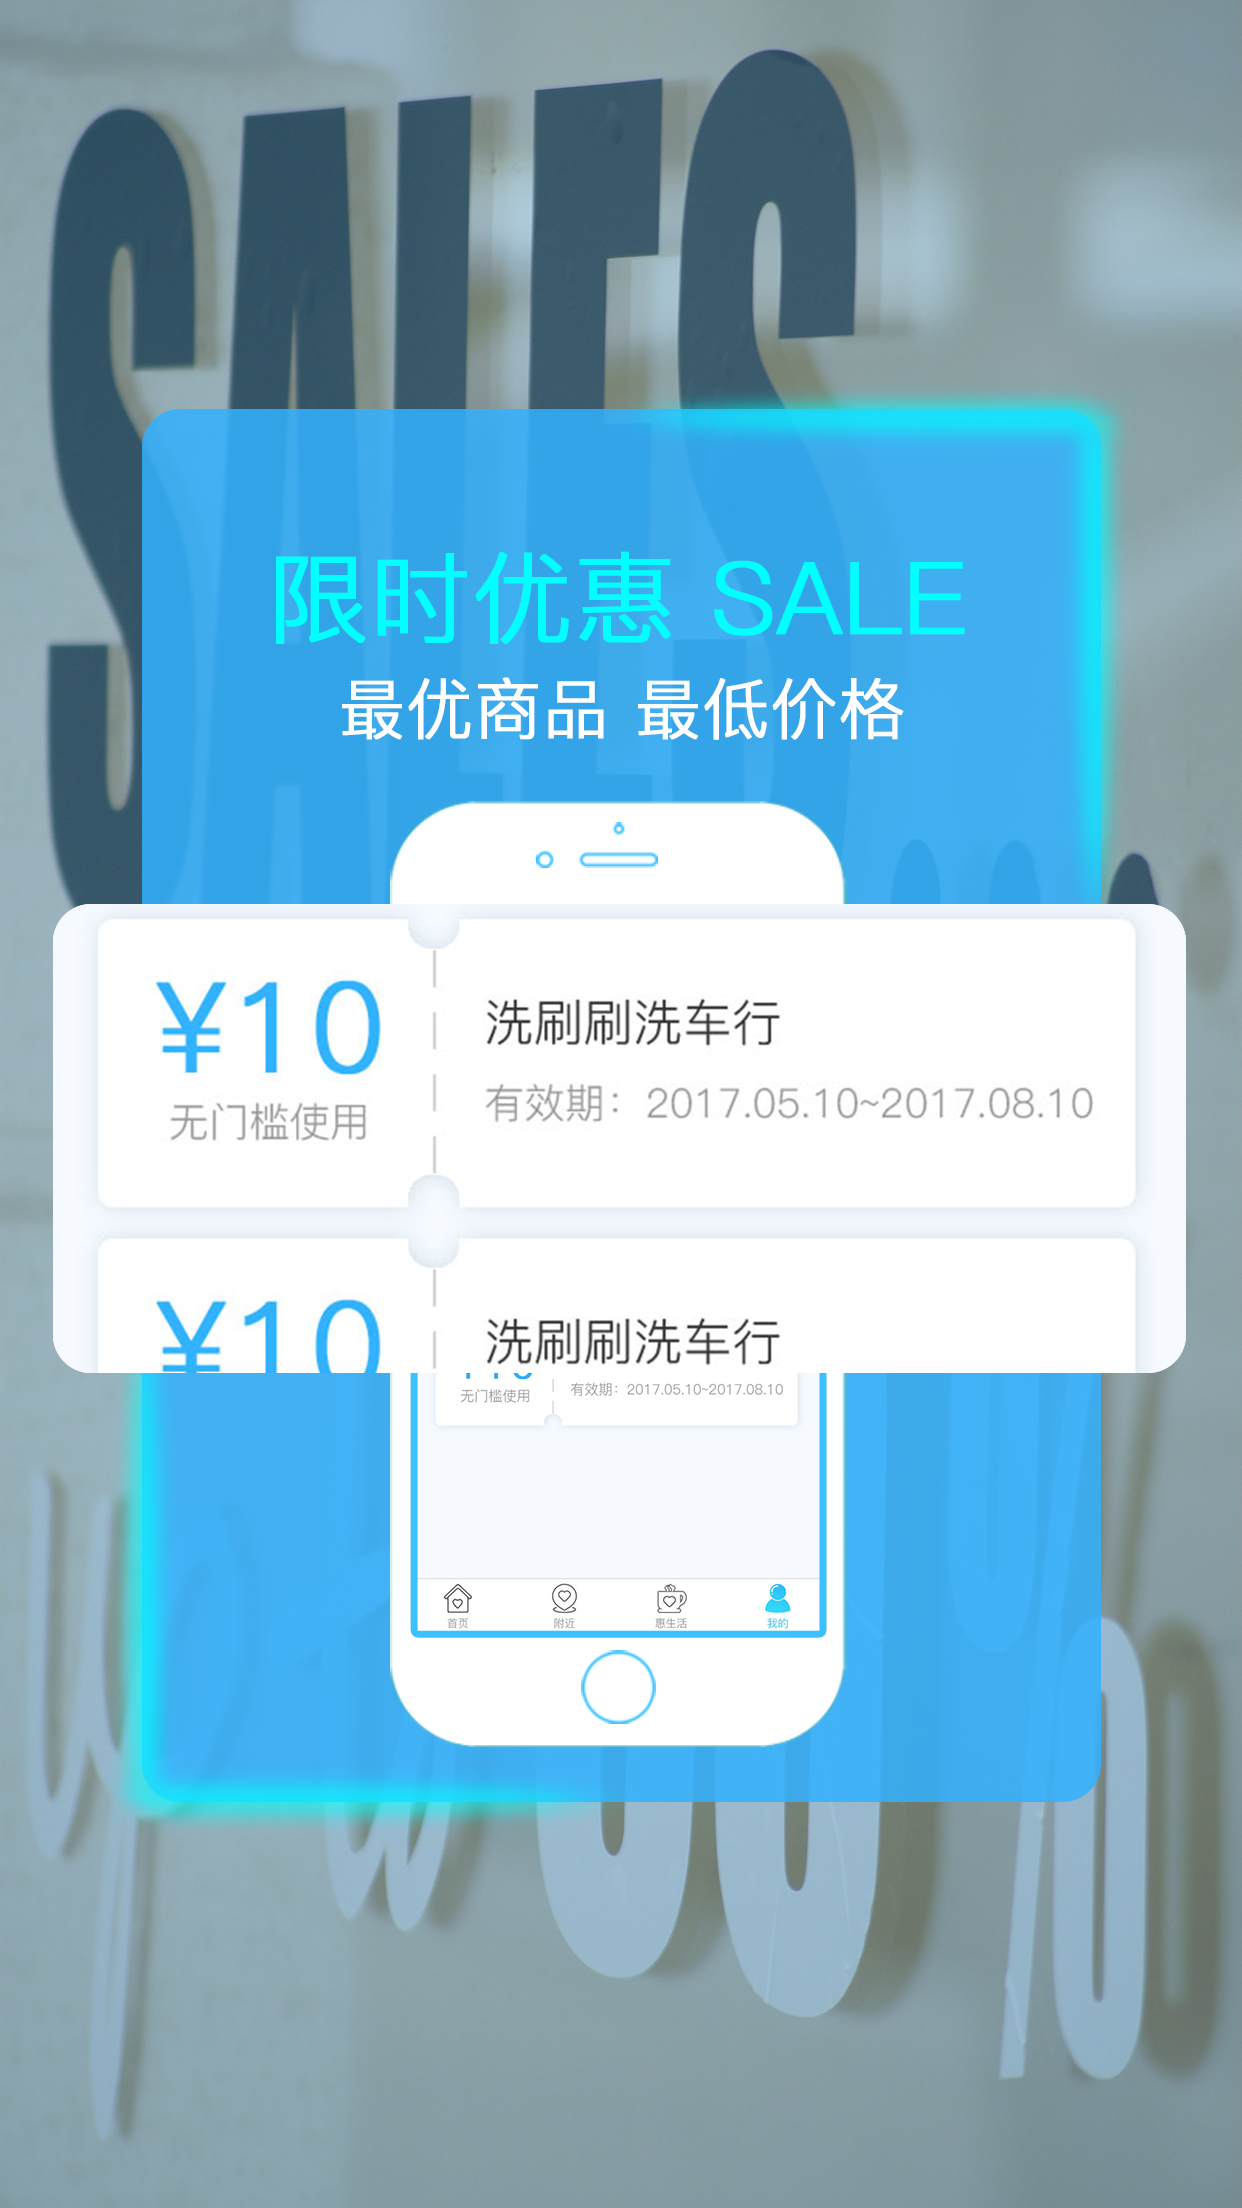 SALES
限时优惠 SALE
最优商品 最低价格
¥10
无门槛使用
洗刷刷洗车行
有效期：2017.05.10~2017.08.10
¥10
洗刷刷洗车行
无门槛使用
有效期：2017.05.10~2017.08.10
首页
附近
惠生活
我的
up to
%